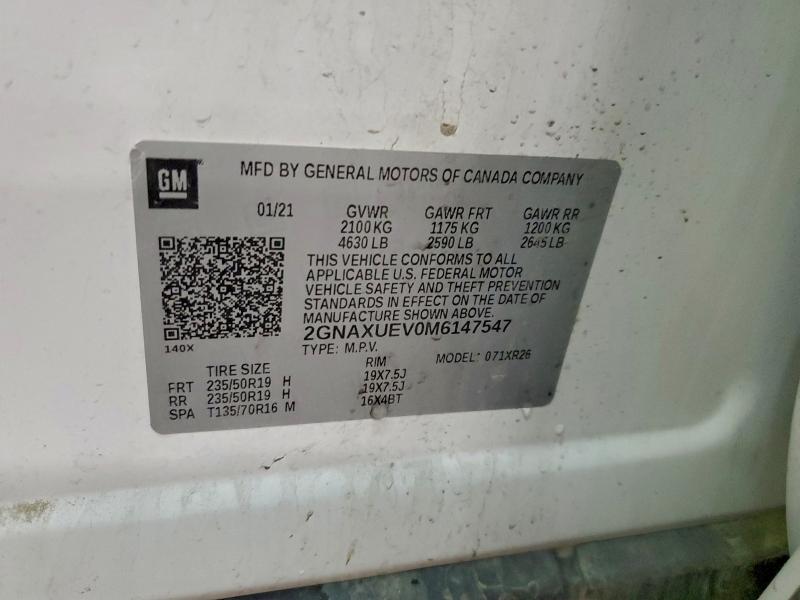 GM
MFD BY GENERAL MOTORS OF CANADA COMPANY
01/21 GVWR GAWR FRT GAWR RR
2100 KG 1175 KG 1200 KG
4630 LB 2590 LB 2645 LB
THIS VEHICLE CONFORMS TO ALL
APPLICABLE U.S. FEDERAL MOTOR
VEHICLE SAFETY AND THEFT PREVENTION
STANDARDS IN EFFECT ON THE DATE OF
MANUFACTURE SHOWN ABOVE.
2GNAXUEV0M6147547
140X TYPE: M.P.V. MODEL: 071XR26
TIRE SIZE RIM
FRT 235/50R19 H 19X7.5J
RR 235/50R19 H 19X7.5J
SPA T135/70R16 M 16X4BT